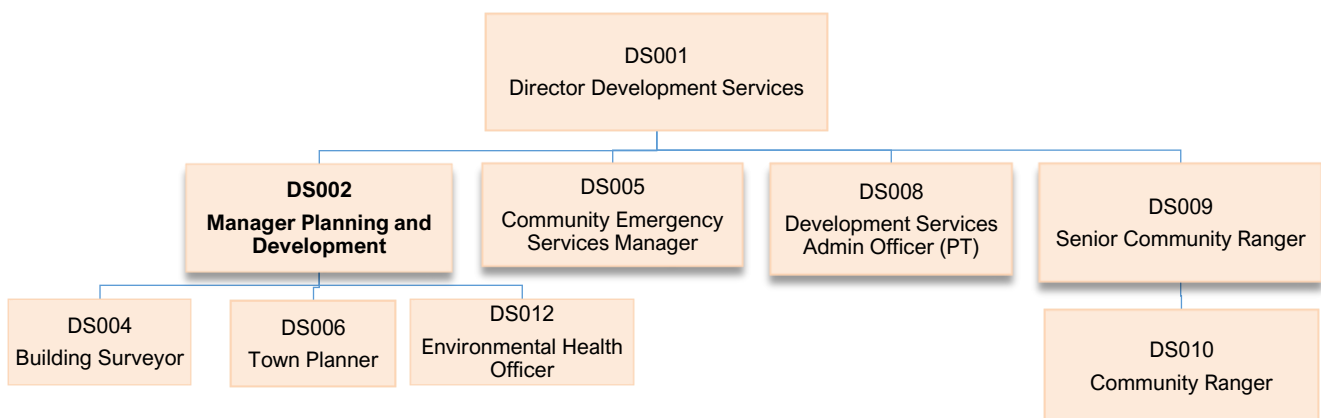 DS001
Director Development Services
DS002
Manager Planning and
Development
DS005
Community Emergency
Services Manager
DS008
Development Services
Admin Officer (PT)
DS009
Senior Community Ranger
DS004
Building Surveyor
DS006
Town Planner
DS012
Environmental Health
Officer
DS010
Community Ranger